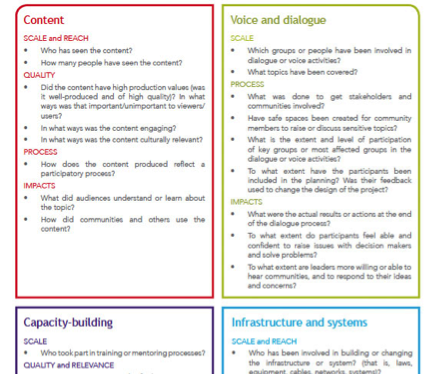 Content
SCALE and REACH
• Who has seen the content?
• How many people have seen the content?
QUALITY
• Did the content have high production values (was
it well-produced and of high quality)? In what
ways was that important/unimportant to viewers/
users?
• In what ways was the content engaging?
• In what ways was the content culturally relevant?
PROCESS
• How does the content produced reflect a
participatory process?
IMPACTS
• What did audiences understand or learn about
the topic?
• How did communities and others use the
content?
Voice and dialogue
SCALE
• Which groups or people have been involved in
dialogue or voice activities?
• What topics have been covered?
PROCESS
• What was done to get stakeholders and
communities involved?
• Have safe spaces been created for community
members to raise or discuss sensitive topics?
• What is the extent and level of participation
of key groups or most affected groups in the
dialogue or voice activities?
• To what extent have the participants been
included in the planning? Was their feedback
used to change the design of the project?
IMPACTS
• What were the actual results or actions at the end
of the dialogue process?
• To what extent do participants feel able and
confident to raise issues with decision makers
and solve problems?
• To what extent are leaders more willing or able to
hear communities, and to respond to their ideas
and concerns?
Capacity-building
SCALE
• Who took part in training or mentoring processes?
QUALITY and RELEVANCE
Infrastructure and systems
SCALE and REACH
• Who has been involved in building or changing
the infrastructure or system? (that is, laws,
equipment, cables, networks, systems)?